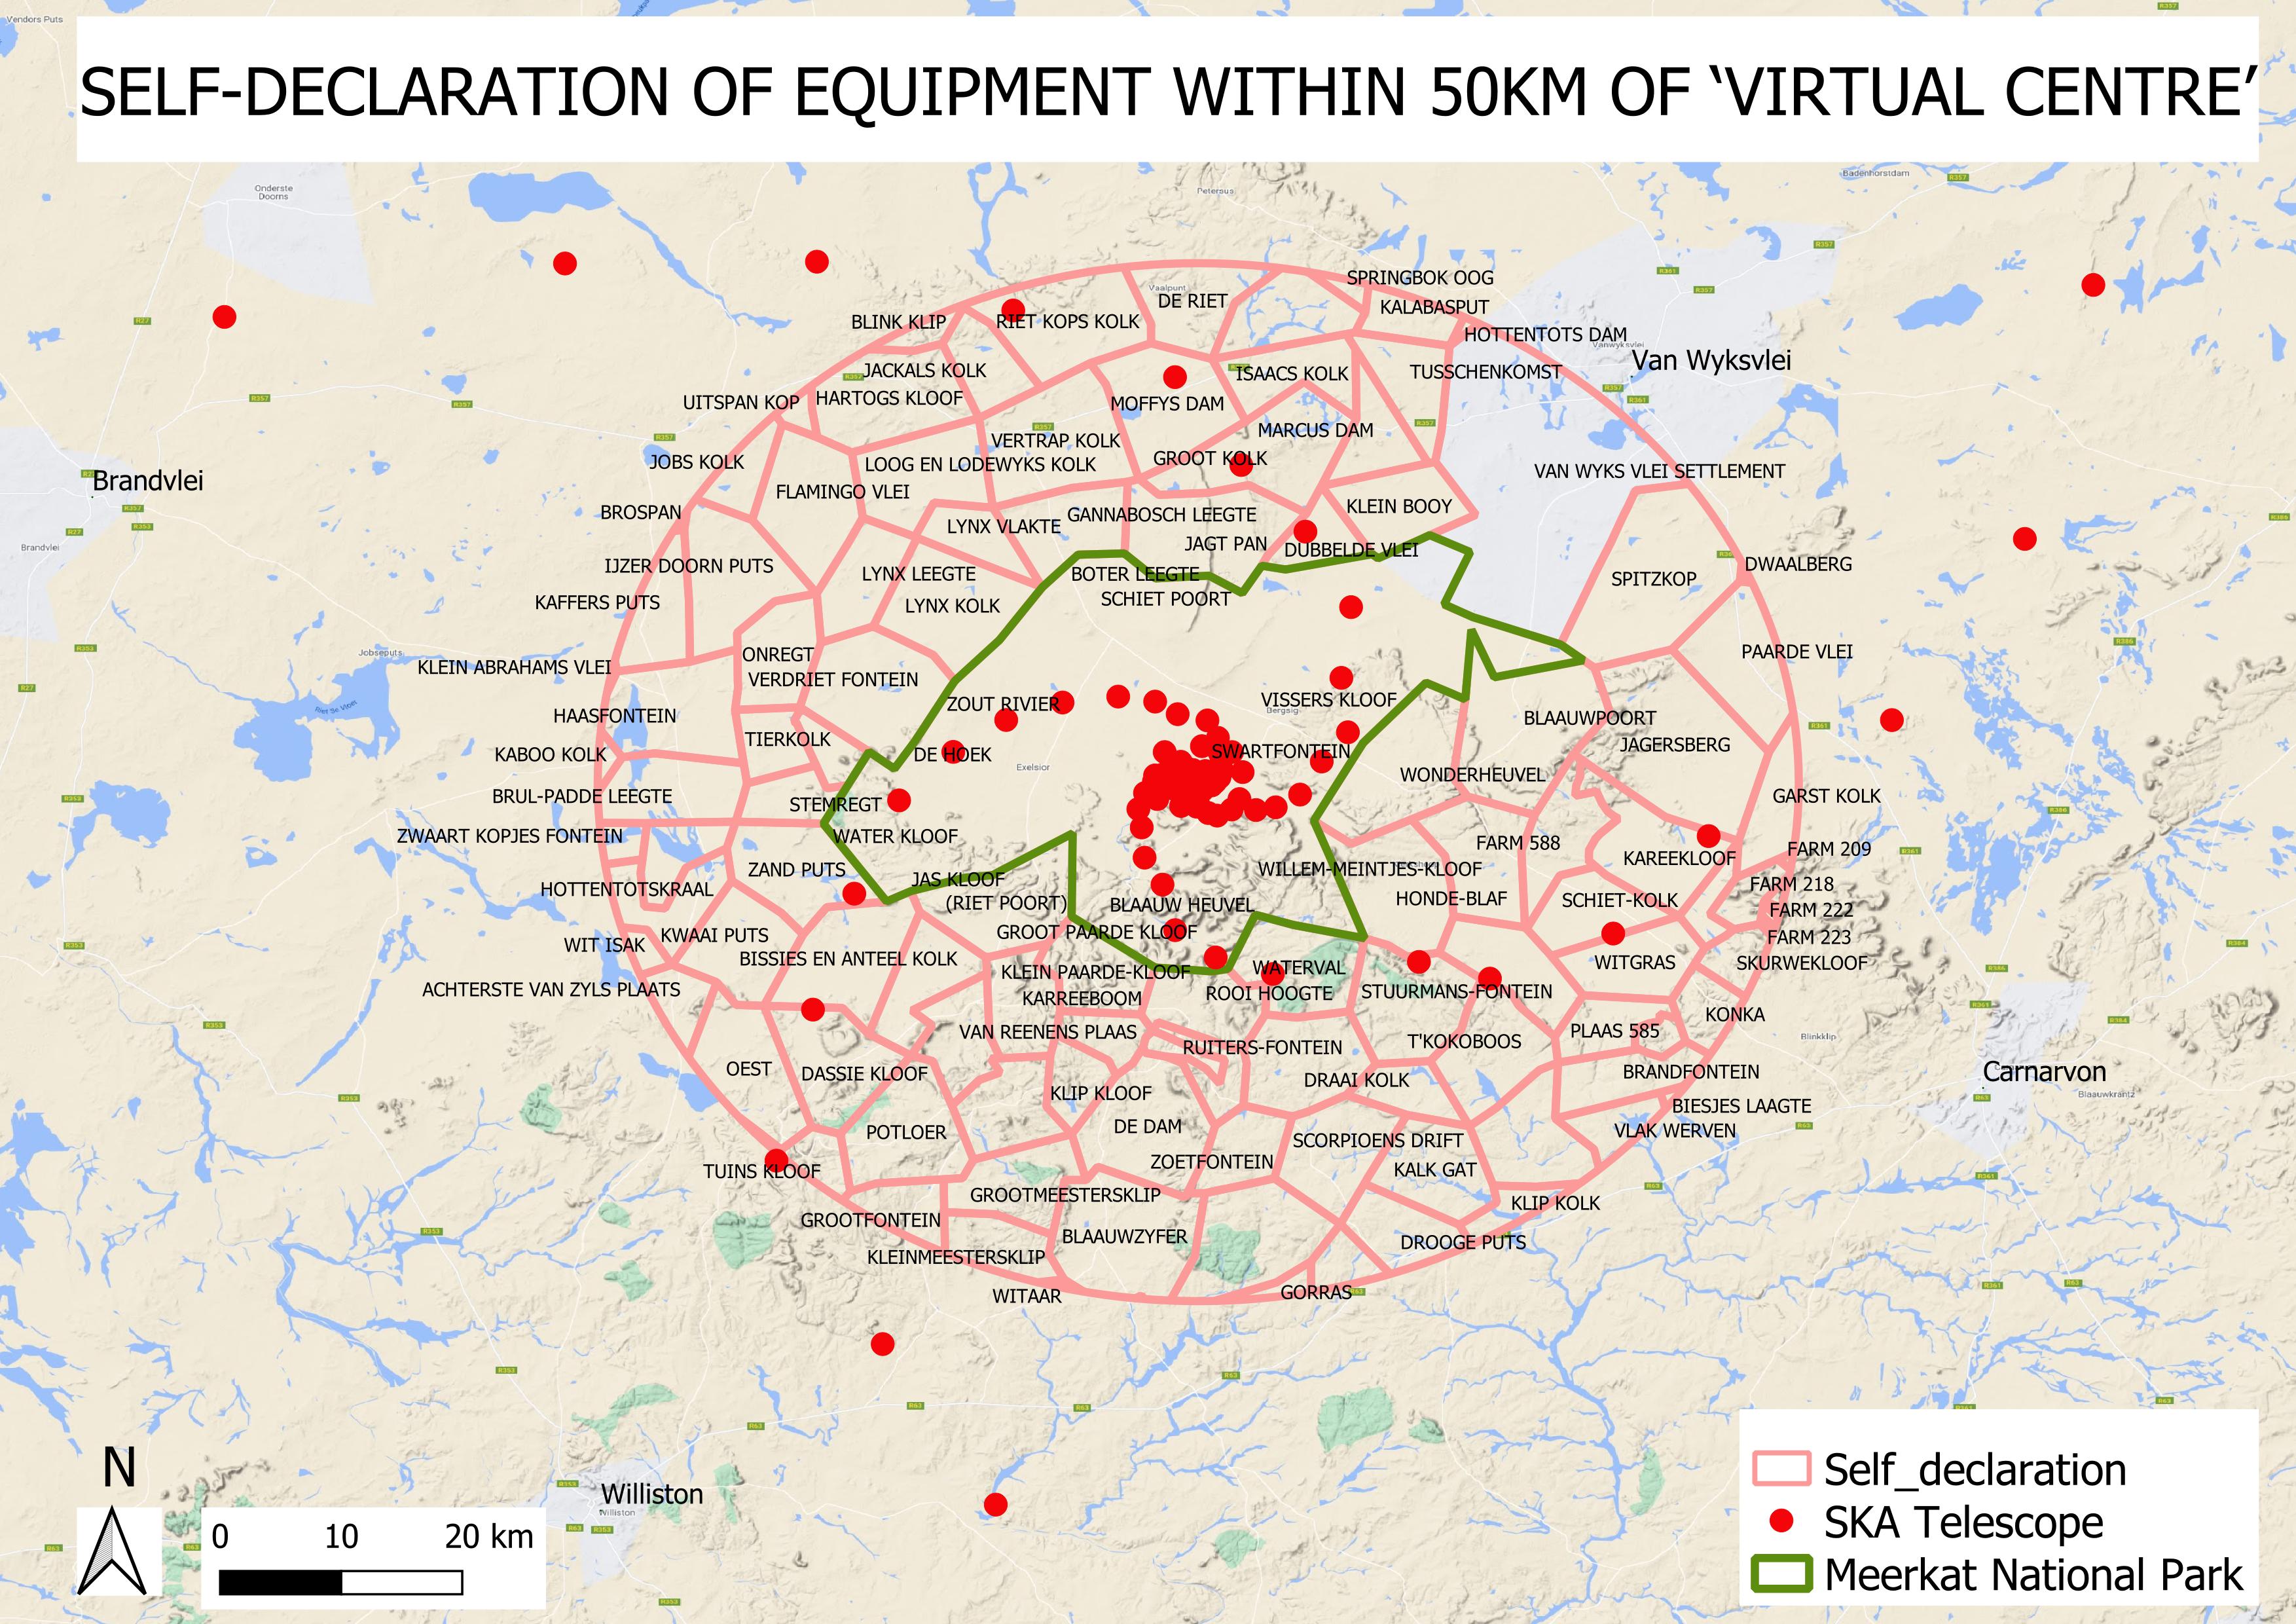 SELF-DECLARATION OF EQUIPMENT WITHIN 50KM OF ‘VIRTUAL CENTRE’
Vendors Puts
Onderste
Doorns
Petersus
Badenhorstdam
Vaalpunt
SPRINGBOK OOG
DE RIET
KALABASPUT
BLINK KLIP
RIET KOPS KOLK
HOTTENTOTS DAM
Vanwyksvlei
Van Wyksvlei
JACKALS KOLK
ISAACS KOLK
TUSSCHENKOMST
HARTOGS KLOOF
UITSPAN KOP
MOFFYS DAM
MARCUS DAM
VERTRAP KOLK
GROOT KOLK
JOBS KOLK
LOOG EN LODEWYKS KOLK
VAN WYKS VLEI SETTLEMENT
Brandvlei
FLAMINGO VLEI
KLEIN BOOY
BROSPAN
GANNABOSCH LEEGTE
LYNX VLAKTE
JAGT PAN
DUBBELDE VLEI
Brandvlei
IJZER DOORN PUTS
LYNX LEEGTE
BOTER LEEGTE
SPITZKOP
DWAALBERG
KAFFERS PUTS
LYNX KOLK
SCHIET POORT
Jobseputs
ONREGT
PAARDE VLEI
KLEIN ABRAHAMS VLEI
VERDRIET FONTEIN
ZOUT RIVIER
VISSERS KLOOF
Bergsig
HAASFONTEIN
BLAAUWPOORT
TIERKOLK
JAGERSBERG
KABOO KOLK
DE HOEK
SWARTFONTEIN
Exelsior
WONDERHEUVEL
BRUL-PADDE LEEGTE
STEMREGT
GARST KOLK
ZWAART KOPJES FONTEIN
WATER KLOOF
FARM 588
FARM 209
ZAND PUTS
WILLEM-MEINTJES-KLOOF
KAREEKLOOF
HOTTENTOTSKRAAL
JAS KLOOF
FARM 218
(RIET POORT)
BLAAUW HEUVEL
HONDE-BLAF
SCHIET-KOLK
FARM 222
KWAAI PUTS
GROOT PAARDE KLOOF
FARM 223
WIT ISAK
BISSIES EN ANTEEL KOLK
KLEIN PAARDE-KLOOF
WATERVAL
WITGRAS
SKURWEKLOOF
ACHTERSTE VAN ZYLS PLAATS
KARREEBOOM
ROOI HOOGTE
STUURMANS-FONTEIN
KONKA
VAN REENENS PLAAS
PLAAS 585
Blinkklip
RUITERS-FONTEIN
T'KOKOBOOS
OEST
DASSIE KLOOF
DRAAI KOLK
BRANDFONTEIN
Carnarvon
KLIP KLOOF
Blaauwkrantz
BIESJES LAAGTE
POTLOER
DE DAM
VLAK WERVEN
SCORPIOENS DRIFT
TUINS KLOOF
ZOETFONTEIN
KALK GAT
GROOTMEESTERSKLIP
KLIP KOLK
GROOTFONTEIN
BLAAUWZYFER
DROOGE PUTS
KLEINMEESTERSKLIP
WITAAR
GORRAS
Williston
Williston
N
0 10 20 km
Self_declaration
SKA Telescope
Meerkat National Park